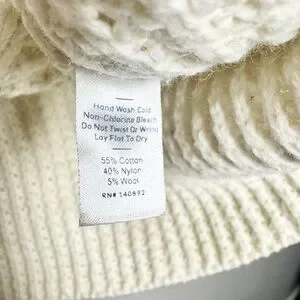 Hand Wash Cold
Non-Chlorine Bleach
Do Not Twist Or Wring
Lay Flat To Dry
55% Cotton
40% Nylon
5% Wool
RN# 140892